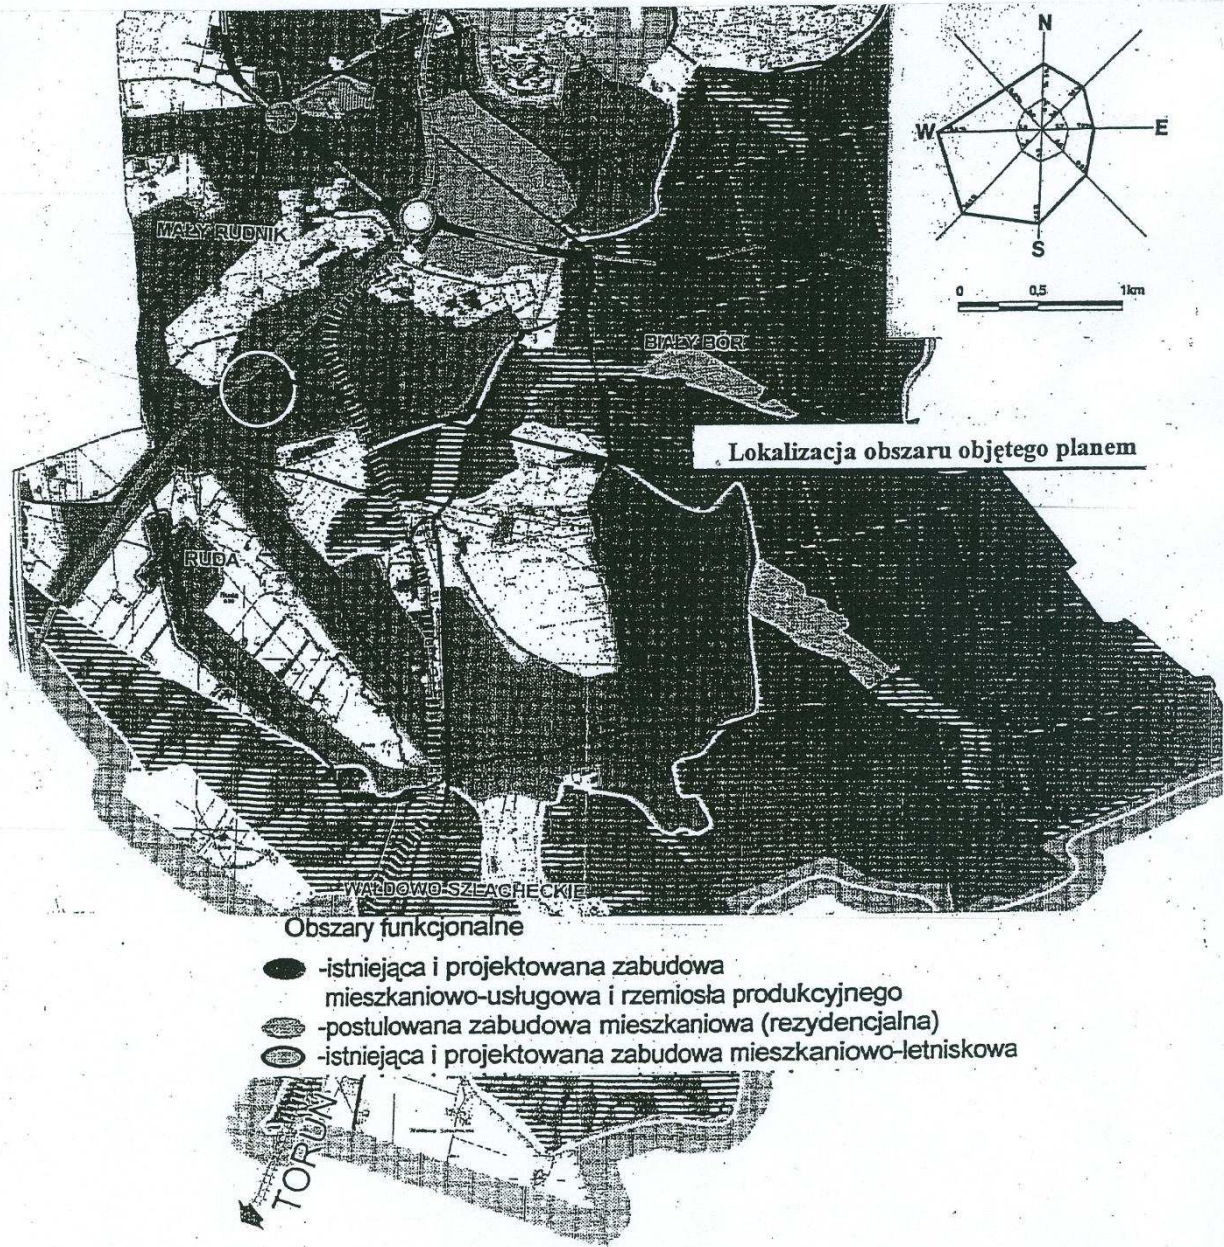 N
W
E
S
0 0,5 1km
MAŁY RUDNIK
BIAŁY BÓR
Lokalizacja obszaru objętego planem
RUDA
WAŁDOWO SZLACHECKIE
Obszary funkcjonalne
-istniejąca i projektowana zabudowa
mieszkaniowo-usługowa i rzemiosła produkcyjnego
-postulowana zabudowa mieszkaniowa (rezydencjalna)
-istniejąca i projektowana zabudowa mieszkaniowo-letniskowa
TORUŃ